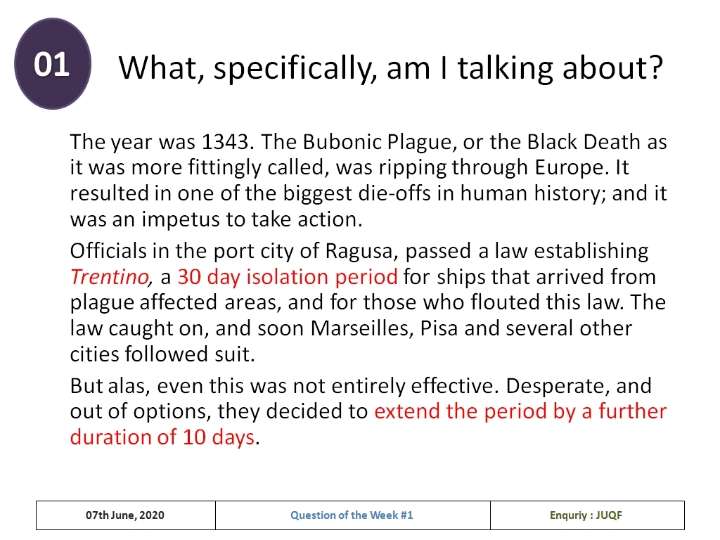 01
What, specifically, am I talking about?
The year was 1343. The Bubonic Plague, or the Black Death as
it was more fittingly called, was ripping through Europe. It
resulted in one of the biggest die-offs in human history; and it
was an impetus to take action.
Officials in the port city of Ragusa, passed a law establishing
Trentino, a 30 day isolation period for ships that arrived from
plague affected areas, and for those who flouted this law. The
law caught on, and soon Marseilles, Pisa and several other
cities followed suit.
But alas, even this was not entirely effective. Desperate, and
out of options, they decided to extend the period by a further
duration of 10 days.
07th June, 2020
Question of the Week #1
Enquriy : JUQF